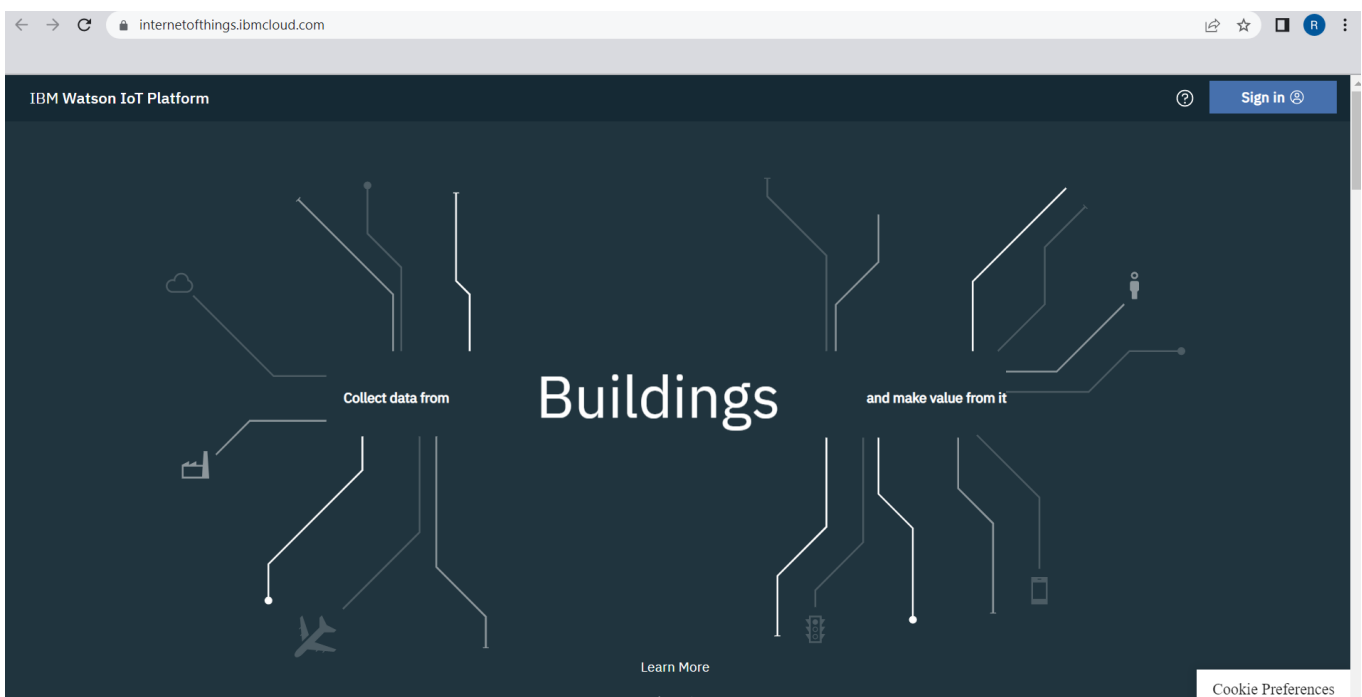 internetofthings.ibmcloud.com
R
IBM Watson IoT Platform
Sign in
Collect data from
Buildings
and make value from it
Learn More
Cookie Preferences